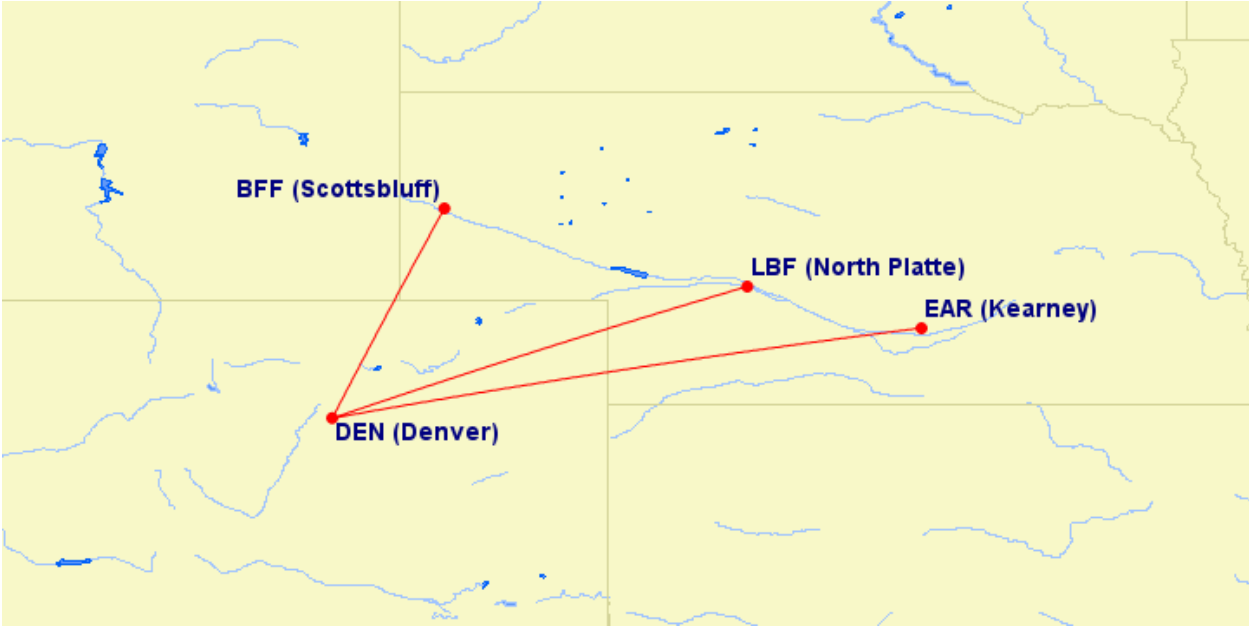 BFF (Scottsbluff)
LBF (North Platte)
EAR (Kearney)
DEN (Denver)